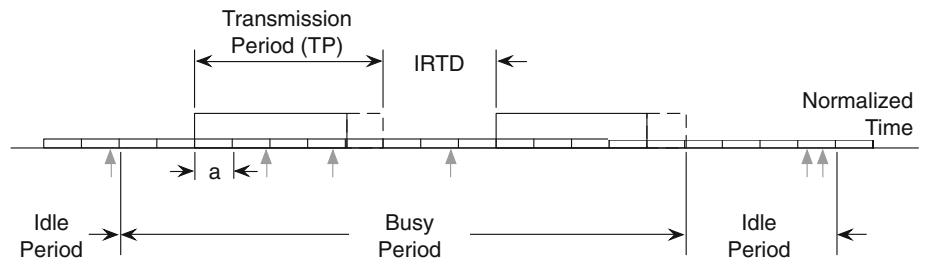 Transmission
Period (TP)
IRTD
Normalized
Time
a
Idle
Period
Busy
Period
Idle
Period